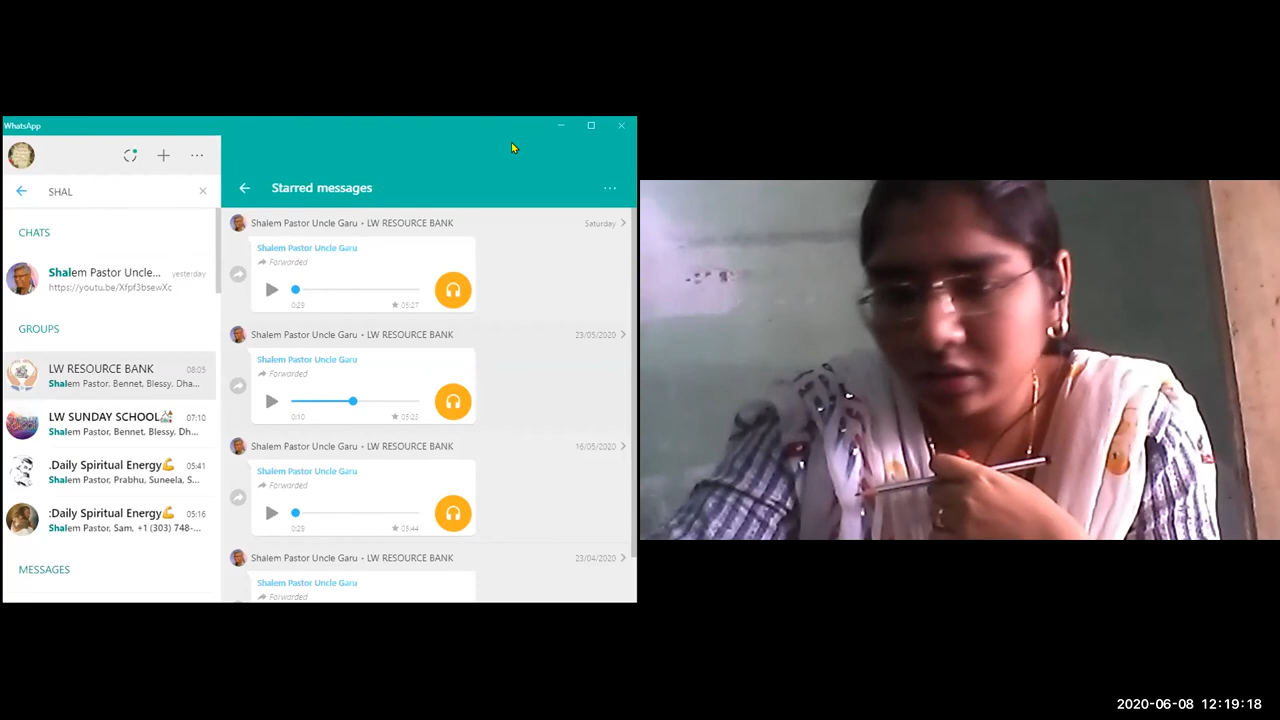 WhatsApp
SHAL
CHATS
Shalem Pastor Uncle... yesterday
https://youtu.be/Xfpf3bsewXc
GROUPS
LW RESOURCE BANK 08:05
Shalem Pastor, Bennet, Blessy, Dha...
LW SUNDAY SCHOOL 07:10
Shalem Pastor, Bennet, Blessy, Dh...
.Daily Spiritual Energy💪 05:41
Shalem Pastor, Prabhu, Suneela, S...
:Daily Spiritual Energy💪 05:16
Shalem Pastor, Sam, +1 (303) 748-...
MESSAGES
Starred messages
Shalem Pastor Uncle Garu • LW RESOURCE BANK Saturday
Shalem Pastor Uncle Garu
Forwarded
0:29 ★ 05:27
Shalem Pastor Uncle Garu • LW RESOURCE BANK 23/05/2020
Shalem Pastor Uncle Garu
Forwarded
0:10 ★ 05:23
Shalem Pastor Uncle Garu • LW RESOURCE BANK 16/05/2020
Shalem Pastor Uncle Garu
Forwarded
0:29 ★ 05:44
Shalem Pastor Uncle Garu • LW RESOURCE BANK 23/04/2020
Shalem Pastor Uncle Garu
Forwarded
2020-06-08 12:19:18